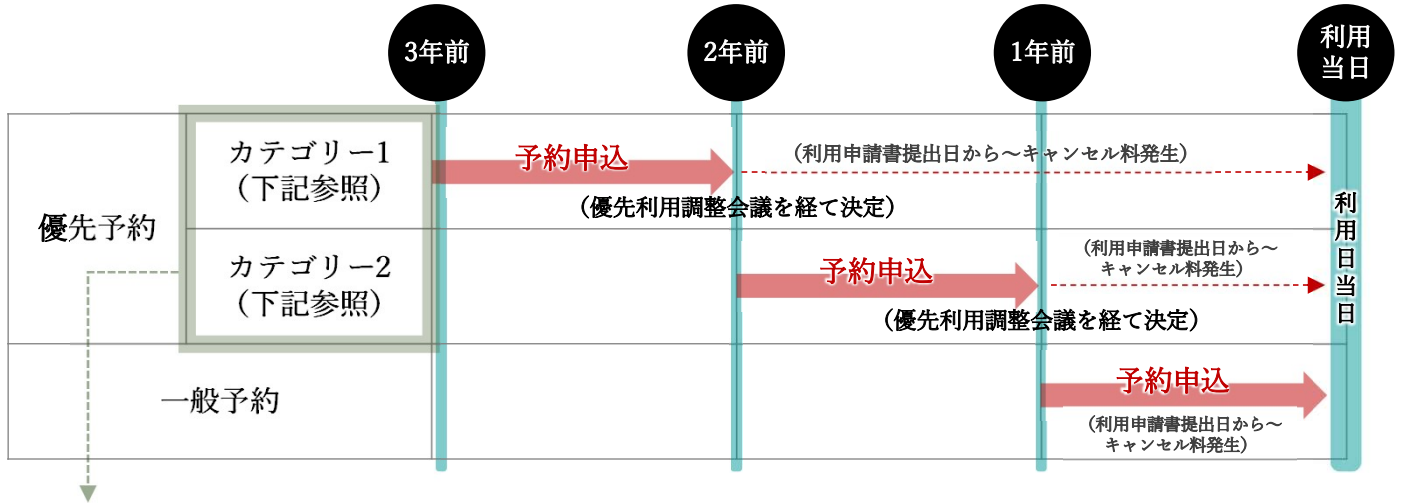 3年前
2年前
1年前
利用
当日
優先予約
カテゴリー1
（下記参照）
予約申込
（利用申請書提出日から～キャンセル料発生）
（優先利用調整会議を経て決定）
カテゴリー2
（下記参照）
予約申込
（利用申請書提出日から～
キャンセル料発生）
（優先利用調整会議を経て決定）
利用日当日
一般予約
予約申込
（利用申請書提出日から～
キャンセル料発生）